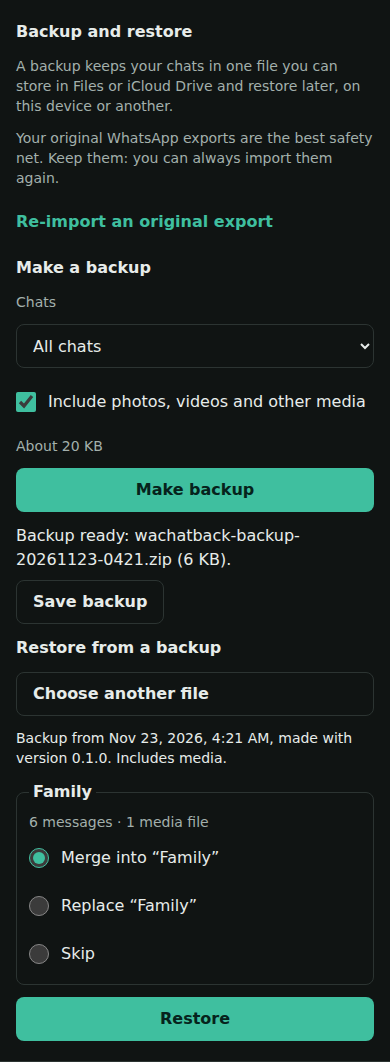 Backup and restore
A backup keeps your chats in one file you can
store in Files or iCloud Drive and restore later, on
this device or another.
Your original WhatsApp exports are the best safety
net. Keep them: you can always import them
again.
Re-import an original export
Make a backup
Chats
All chats
Include photos, videos and other media
About 20 KB
Make backup
Backup ready: wachatback-backup-
20261123-0421.zip (6 KB).
Save backup
Restore from a backup
Choose another file
Backup from Nov 23, 2026, 4:21 AM, made with
version 0.1.0. Includes media.
Family
6 messages · 1 media file
Merge into “Family”
Replace “Family”
Skip
Restore